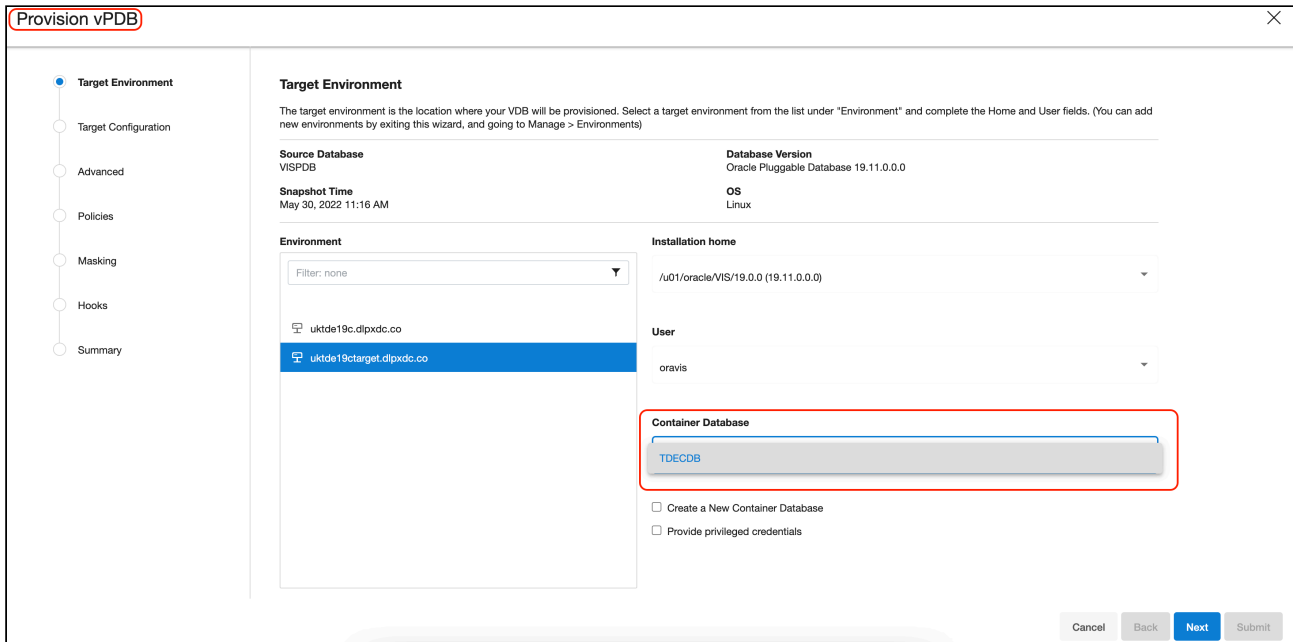 Provision vPDB
Target Environment
Target Configuration
Advanced
Policies
Masking
Hooks
Summary
Target Environment
The target environment is the location where your VDB will be provisioned. Select a target environment from the list under "Environment" and complete the Home and User fields. (You can add
new environments by exiting this wizard, and going to Manage > Environments)
Source Database
VISPDB
Database Version
Oracle Pluggable Database 19.11.0.0.0
Snapshot Time
May 30, 2022 11:16 AM
OS
Linux
Environment
Filter: none
uktde19c.dlpxdc.co
uktde19ctarget.dlpxdc.co
Installation home
/u01/oracle/VIS/19.0.0 (19.11.0.0.0)
User
oravis
Container Database
TDECDB
Create a New Container Database
Provide privileged credentials
Cancel
Back
Next
Submit